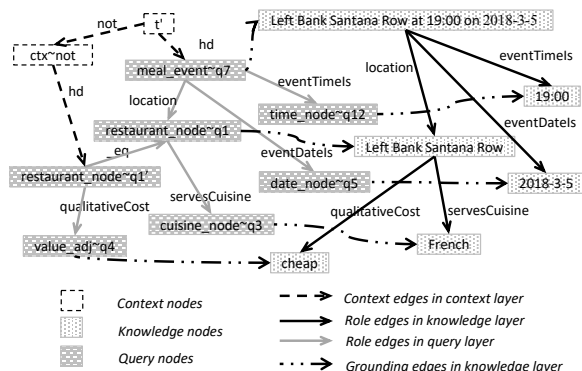 not
t'
Left Bank Santana Row at 19:00 on 2018-3-5
ctx~not
hd
meal_event~q7
eventTimeIs
location
eventTimeIs
hd
location
time_node~q12
19:00
restaurant_node~q1
eventDateIs
_eq
eventDateIs
Left Bank Santana Row
restaurant_node~q1'
date_node~q5
2018-3-5
qualitativeCost
servesCuisine
qualitativeCost
servesCuisine
cuisine_node~q3
value_adj~q4
French
cheap
Context nodes
Context edges in context layer
Knowledge nodes
Role edges in knowledge layer
Query nodes
Role edges in query layer
Grounding edges in knowledge layer